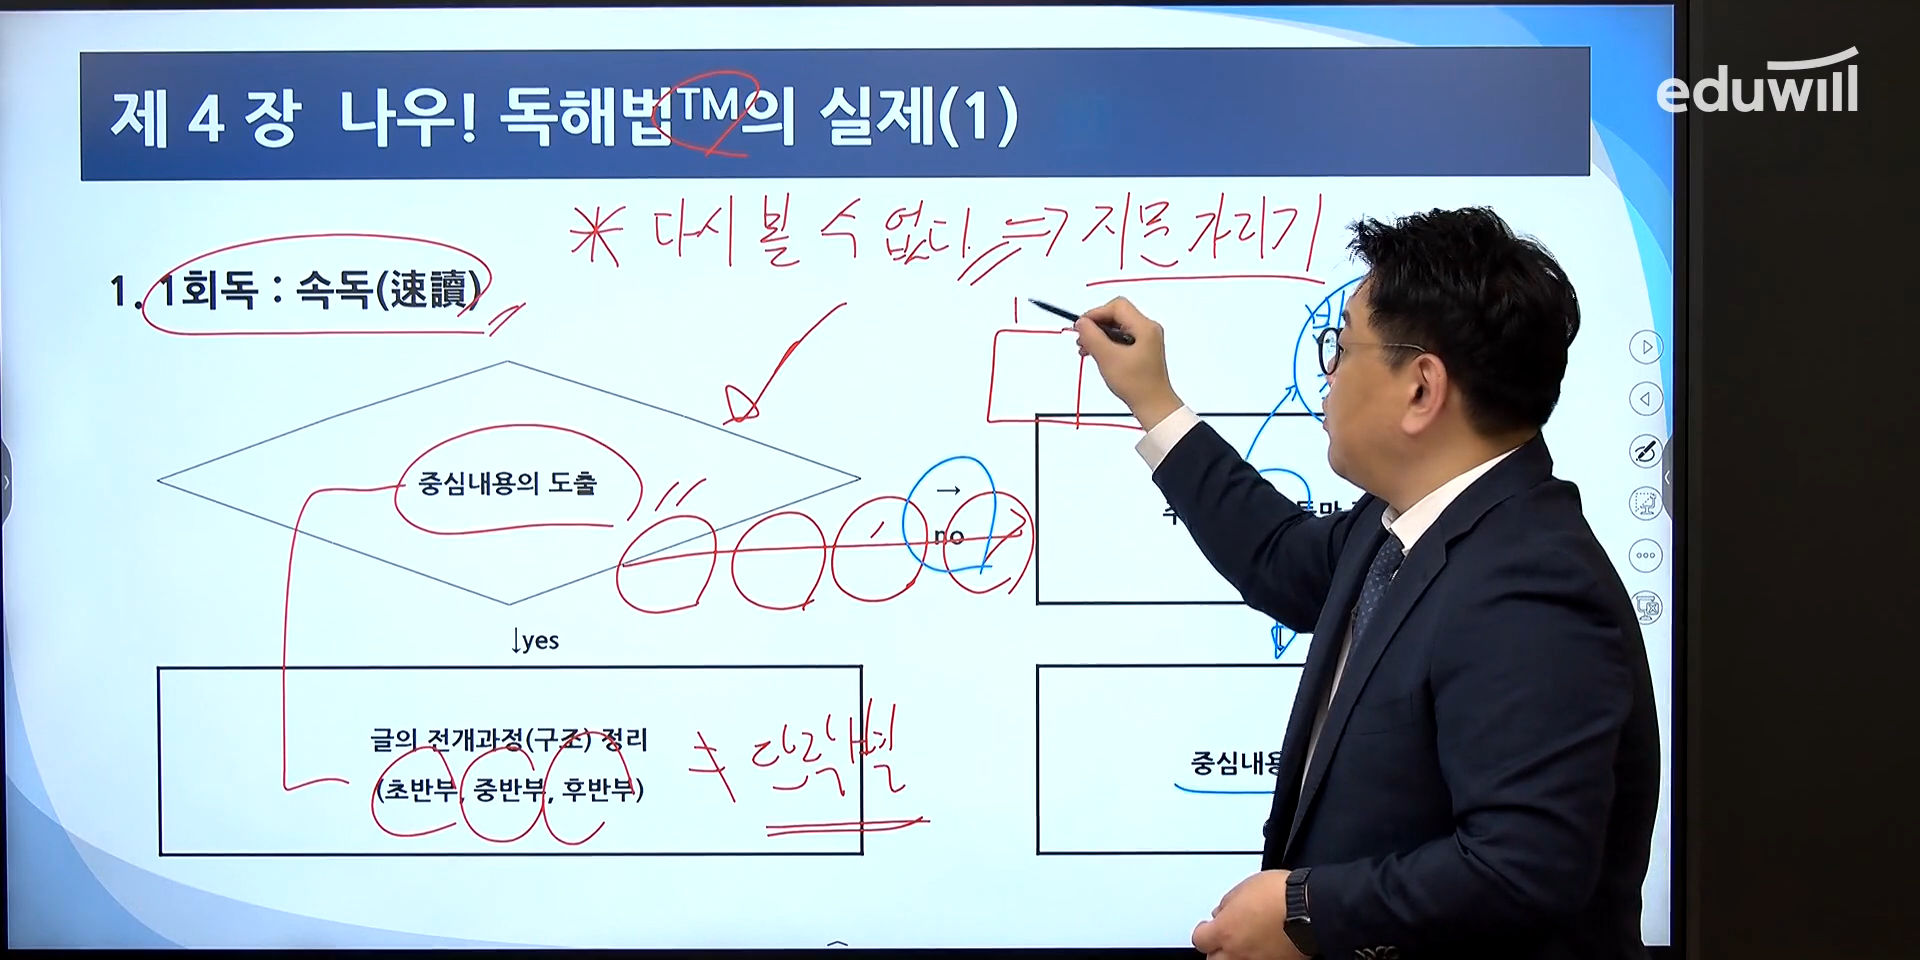 eduwill
제 4 장 나우! 독해법™의 실제(1)
※ 다시 볼 수 없다. => 지문 가리기
1. 1회독 : 속독(速讀)
중심내용의 도출
→
no
↓yes
글의 전개과정(구조) 정리
(초반부, 중반부, 후반부)
≠ 단락별
중심내용